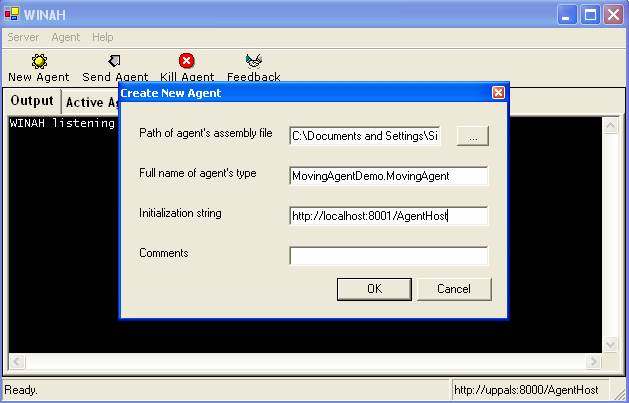 WINAH
Server Agent Help
New Agent Send Agent Kill Agent Feedback
Output Active
WINAH listening
Create New Agent
Path of agent's assembly file C:\Documents and Settings\Si ...
Full name of agent's type MovingAgentDemo.MovingAgent
Initialization string http://localhost:8001/AgentHost
Comments
OK Cancel
Ready. http://uppals:8000/AgentHost